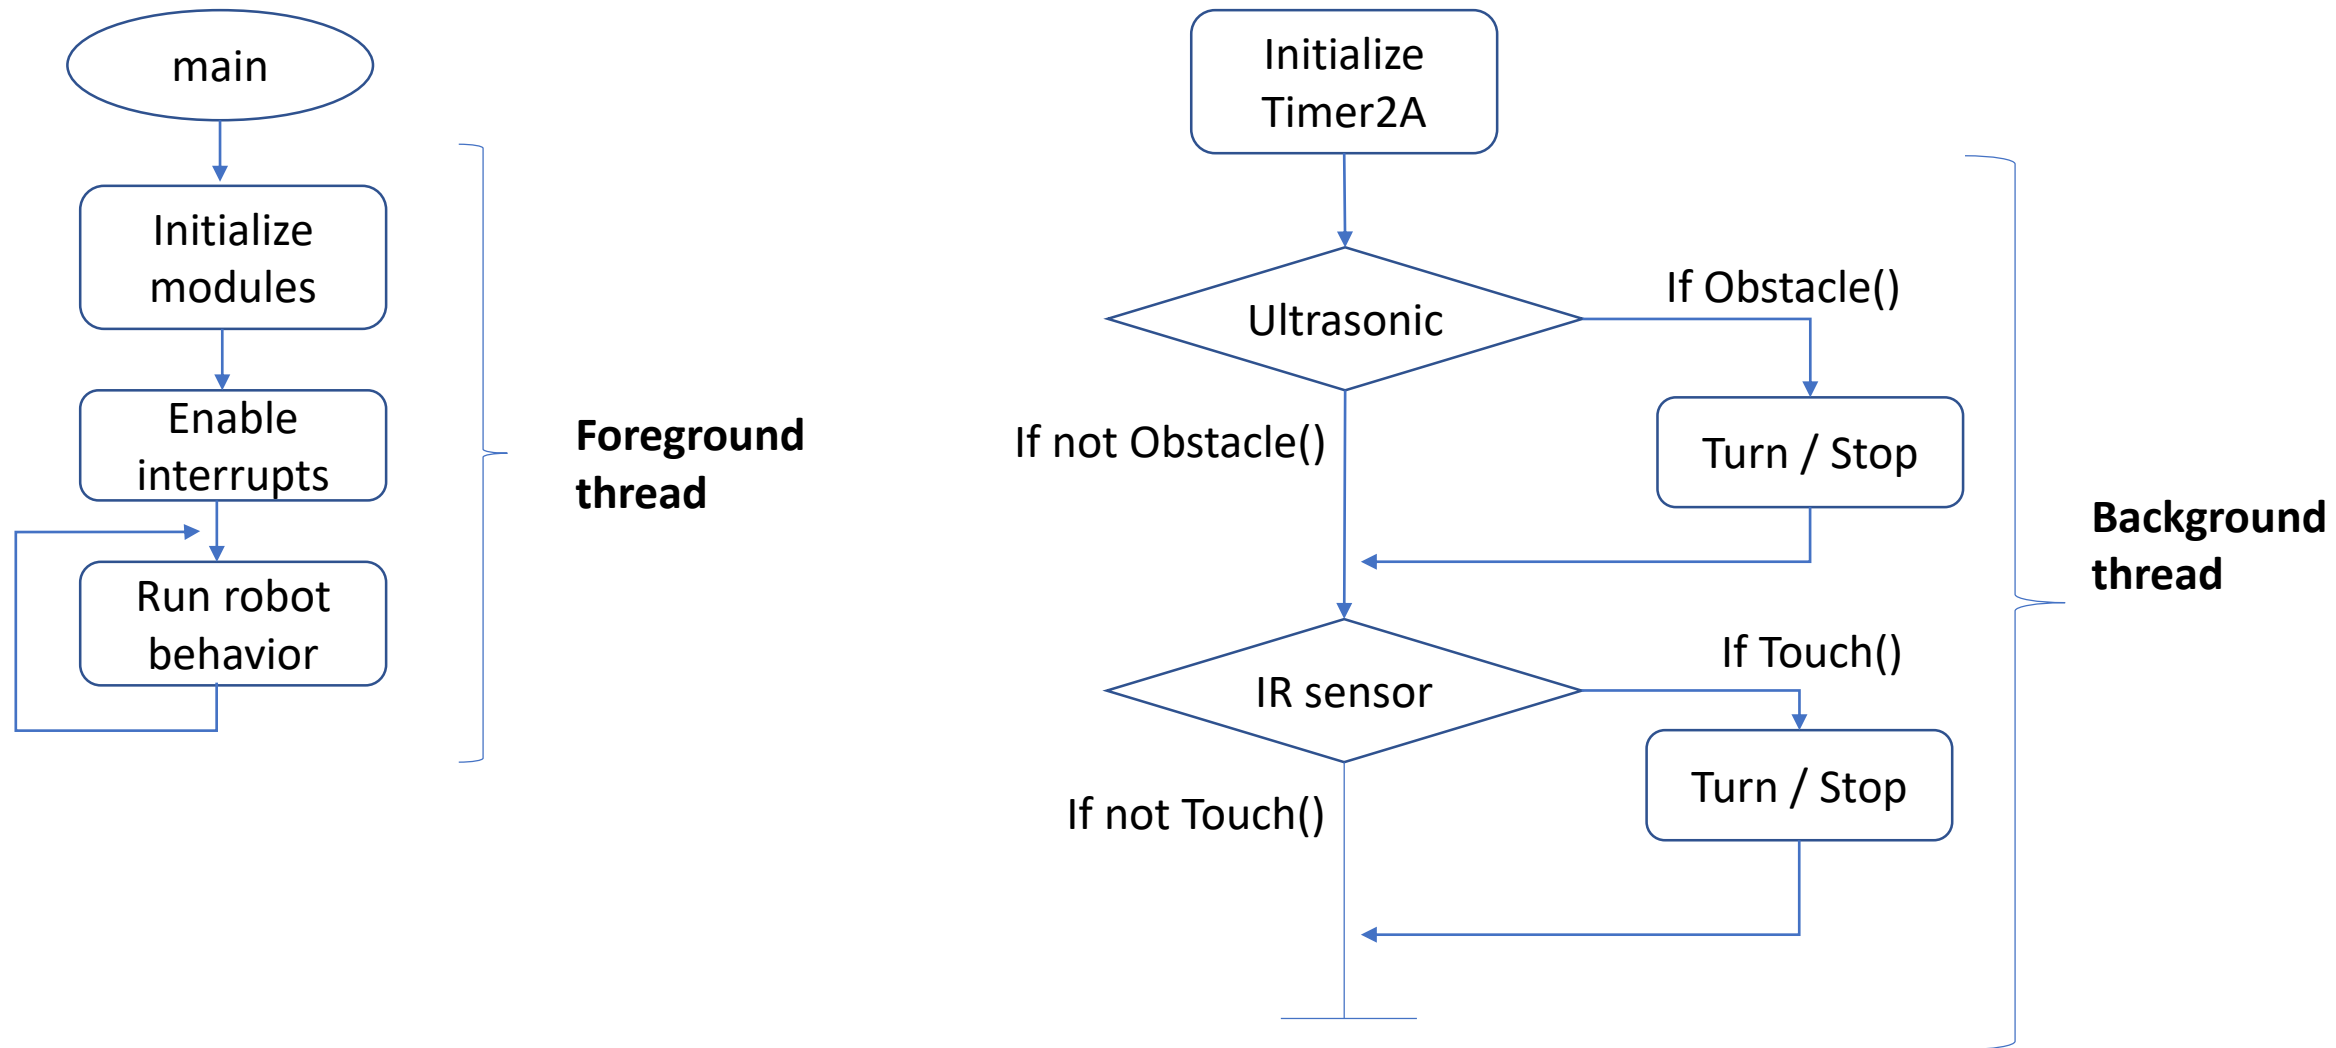 main
Initialize
modules
Enable
interrupts
Run robot
behavior
Foreground
thread
Initialize
Timer2A
Ultrasonic
If Obstacle()
If not Obstacle()
Turn / Stop
IR sensor
If Touch()
If not Touch()
Turn / Stop
Background
thread